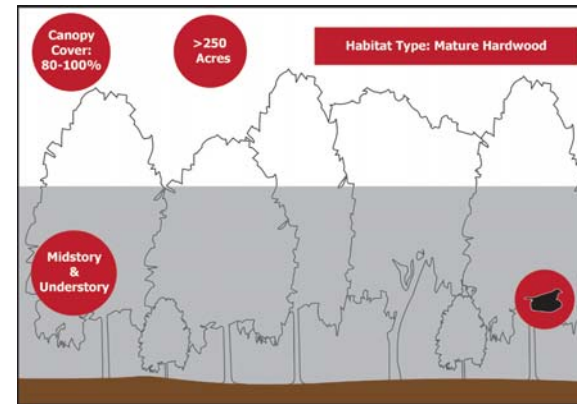 Canopy
Cover:
80-100%
>250
Acres
Habitat Type: Mature Hardwood
Midstory
&
Understory